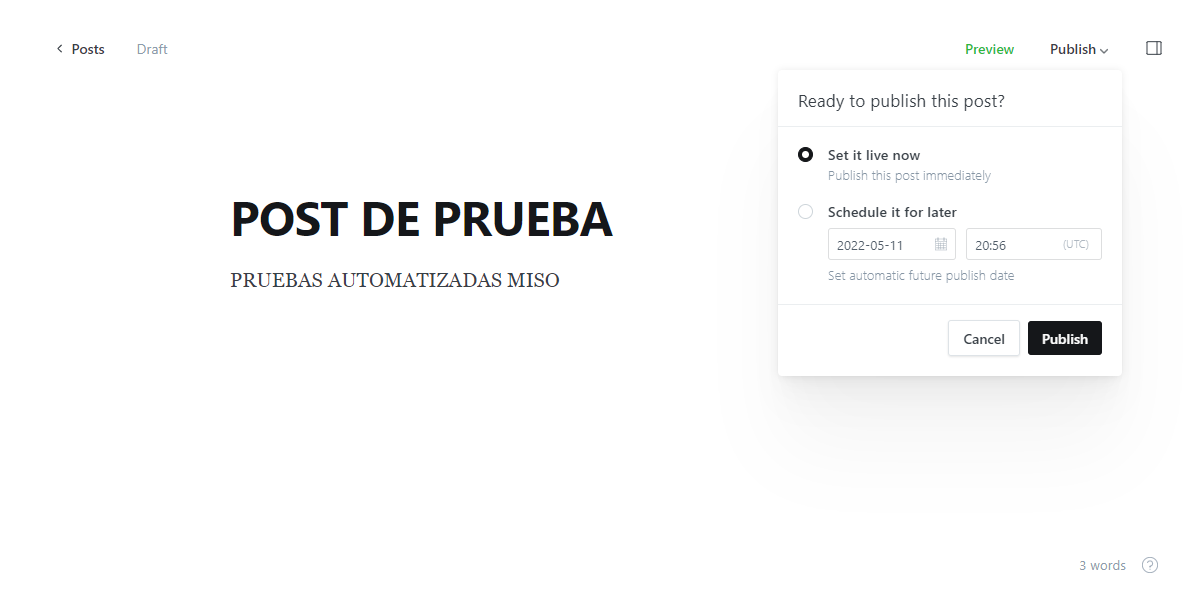 Posts Draft Preview Publish
Ready to publish this post?
Set it live now
Publish this post immediately
Schedule it for later
2022-05-11 20:56 (UTC)
Set automatic future publish date
Cancel Publish
POST DE PRUEBA
PRUEBAS AUTOMATIZADAS MISO
3 words ?